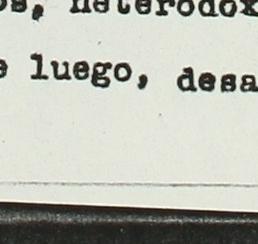 os, heterodox
e luego, desa